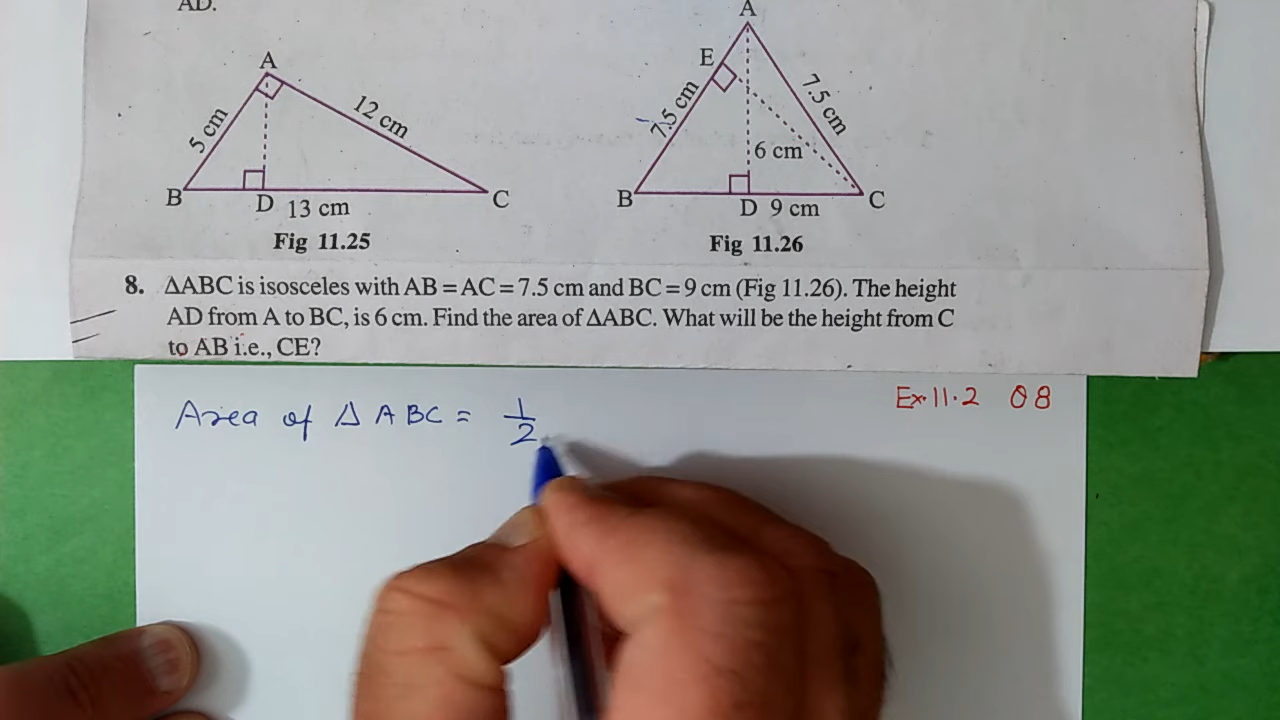 AD.
A
5 cm
12 cm
B
D
13 cm
C
Fig 11.25
A
E
7.5 cm
7.5 cm
6 cm
B
D
9 cm
C
Fig 11.26
8. ΔABC is isosceles with AB = AC = 7.5 cm and BC = 9 cm (Fig 11.26). The height
AD from A to BC, is 6 cm. Find the area of ΔABC. What will be the height from C
to AB i.e., CE?
Ex 11.2 Q8
Area of Δ ABC = 1/2